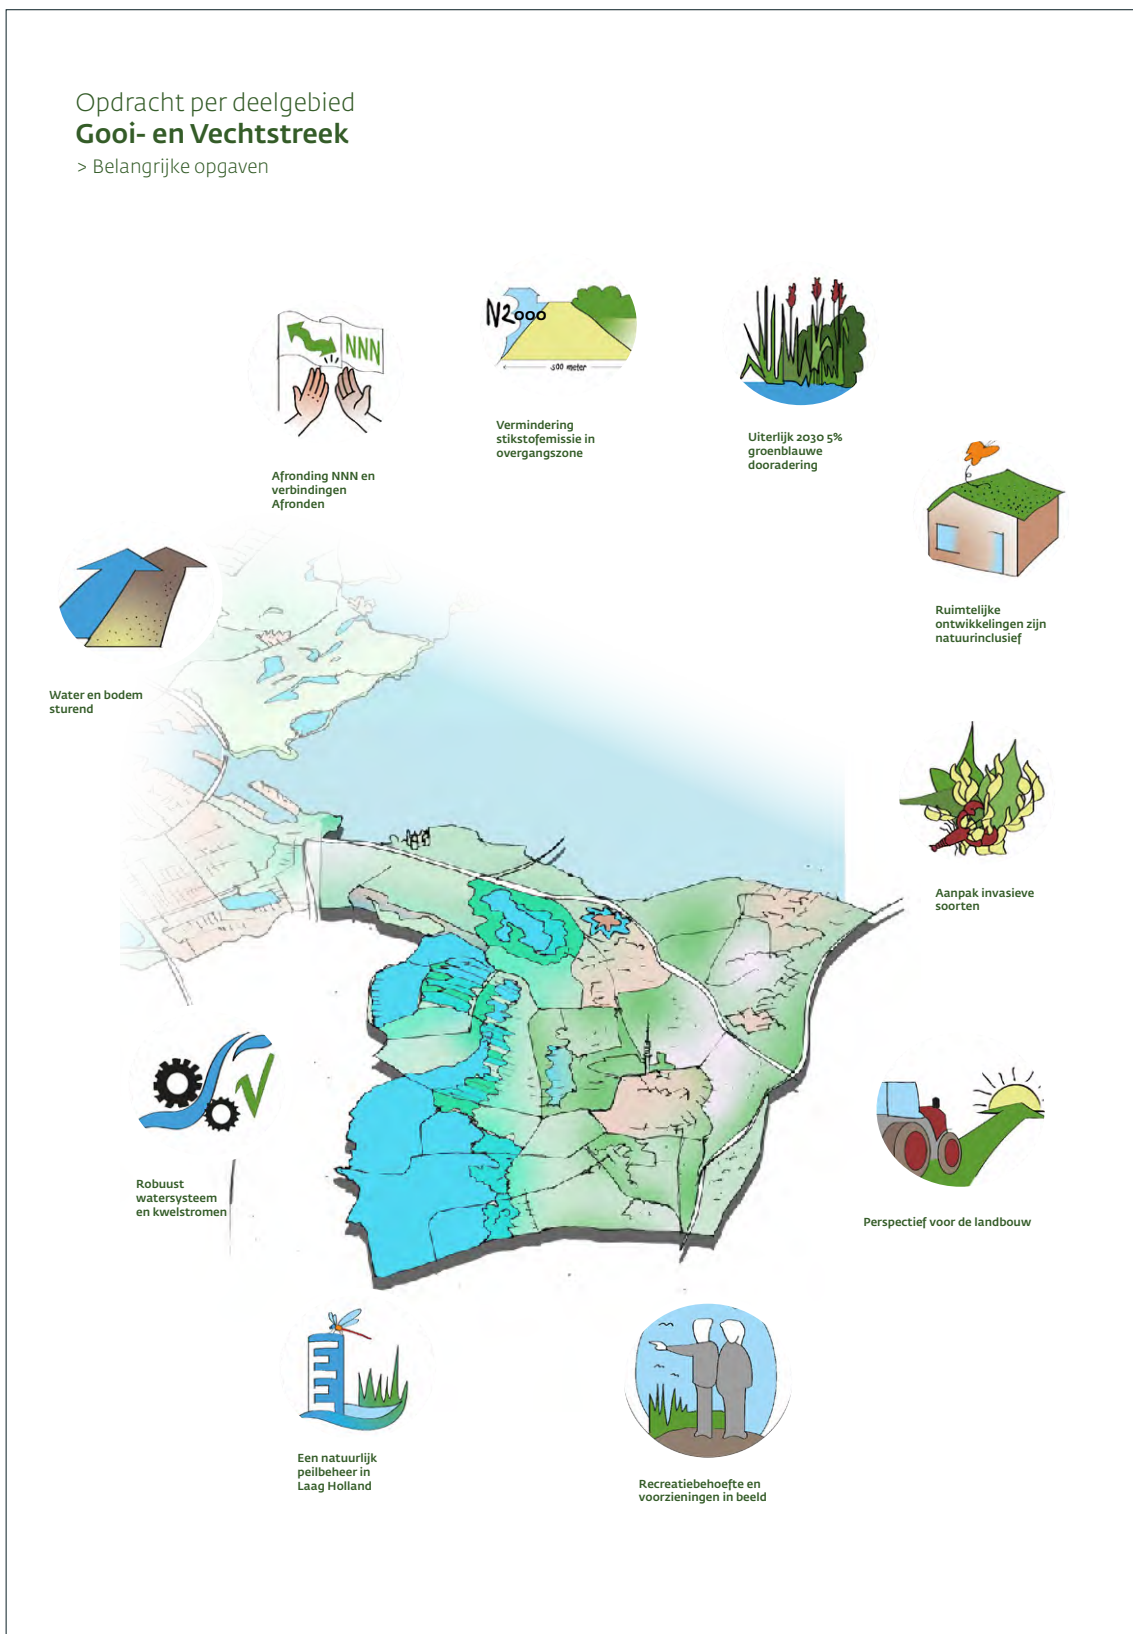 Opdracht per deelgebied
Gooi- en Vechtstreek
> Belangrijke opgaven
N2000
300 meter
NNN
Vermindering
stikstofemissie in
overgangszone
Uiterlijk 2030 5%
groenblauwe
dooradering
Afronding NNN en
verbindingen
Afronden
Ruimtelijke
ontwikkelingen zijn
natuurinclusief
Water en bodem
sturend
Aanpak invasieve
soorten
Robuust
watersysteem
en kwelstromen
Perspectief voor de landbouw
Een natuurlijk
peilbeheer in
Laag Holland
Recreatiebehoefte en
voorzieningen in beeld